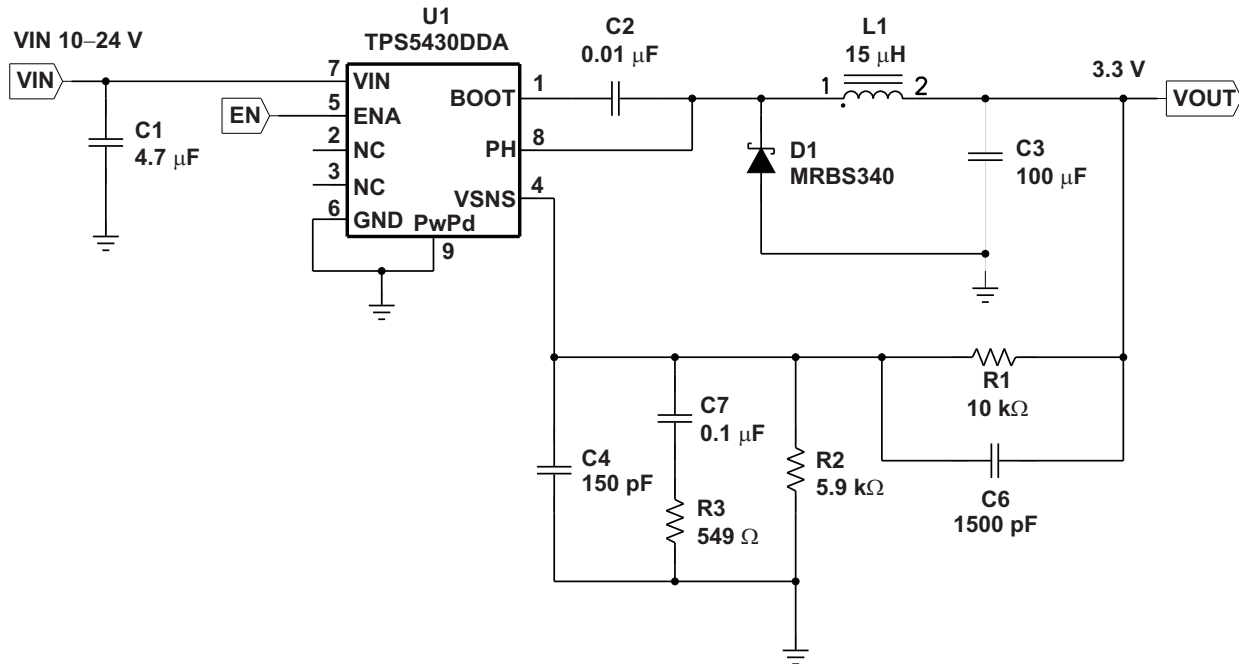 U1
TPS5430DDA
VIN 10–24 V
VIN
7
VIN
5
ENA
EN
2
NC
3
NC
6
GND
PwPd
9
BOOT
1
PH
8
VSNS
4
C1
4.7 μF
C2
0.01 μF
L1
15 μH
1
2
3.3 V
VOUT
D1
MRBS340
C3
100 μF
R1
10 kΩ
C7
0.1 μF
C4
150 pF
R2
5.9 kΩ
R3
549 Ω
C6
1500 pF